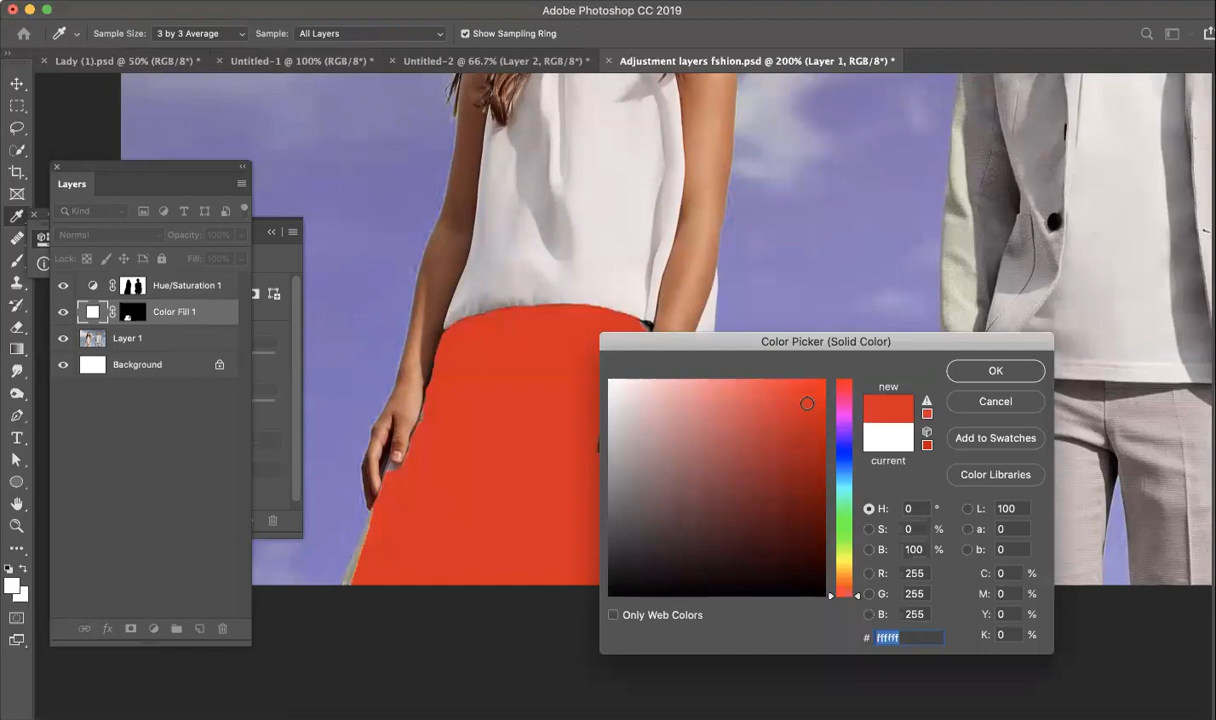 Adobe Photoshop CC 2019
Sample Size: 3 by 3 Average Sample: All Layers Show Sampling Ring
Lady (1).psd @ 50% (RGB/8*) * Untitled-1 @ 100% (RGB/8*) * Untitled-2 @ 66.7% (Layer 2, RGB/8*) * Adjustment layers fshion.psd @ 200% (Layer 1, RGB/8*) *
Layers
Kind
Normal Opacity: 100%
Lock: Fill: 100%
Hue/Saturation 1
Color Fill 1
Layer 1
Background
Color Picker (Solid Color)
new
current
OK
Cancel
Add to Swatches
Color Libraries
H: 0 ° L: 100
S: 0 % a: 0
B: 100 % b: 0
R: 255 C: 0 %
G: 255 M: 0 %
B: 255 Y: 0 %
# ffffff K: 0 %
Only Web Colors